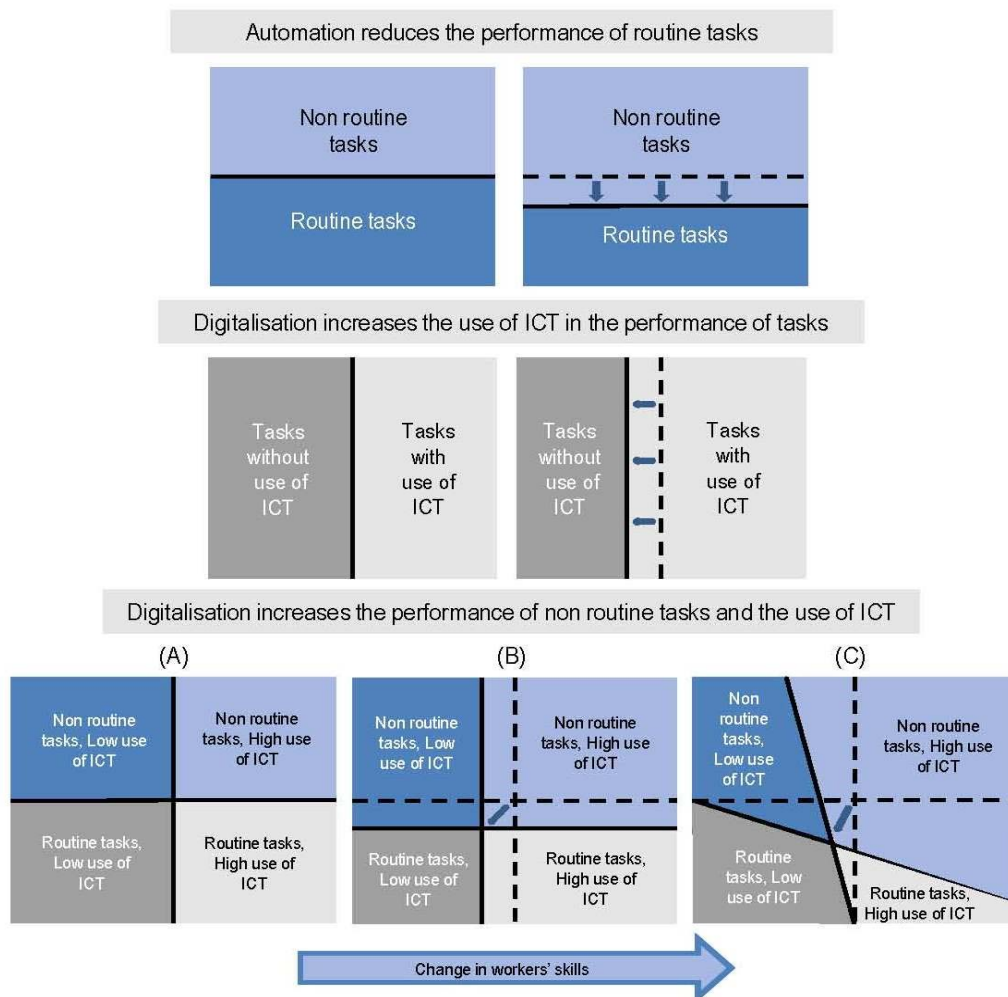 Automation reduces the performance of routine tasks
Non routine
tasks
Routine tasks
Non routine
tasks
Routine tasks
Digitalisation increases the use of ICT in the performance of tasks
Tasks
without
use of
ICT
Tasks
with
use of
ICT
Tasks
without
use of
ICT
Tasks
with
use of
ICT
Digitalisation increases the performance of non routine tasks and the use of ICT
(A)
Non routine
tasks, Low use
of ICT
Non routine
tasks, High use
of ICT
Routine tasks,
Low use of
ICT
Routine tasks,
High use of
ICT
(B)
Non routine
tasks, Low
use of ICT
Non routine
tasks, High use
of ICT
Routine tasks,
Low use of
ICT
Routine tasks,
High use of
ICT
(C)
Non
routine
tasks,
Low use
of ICT
Non routine
tasks, High use
of ICT
Routine
tasks, Low
use of ICT
Routine tasks,
High use of ICT
Change in workers' skills